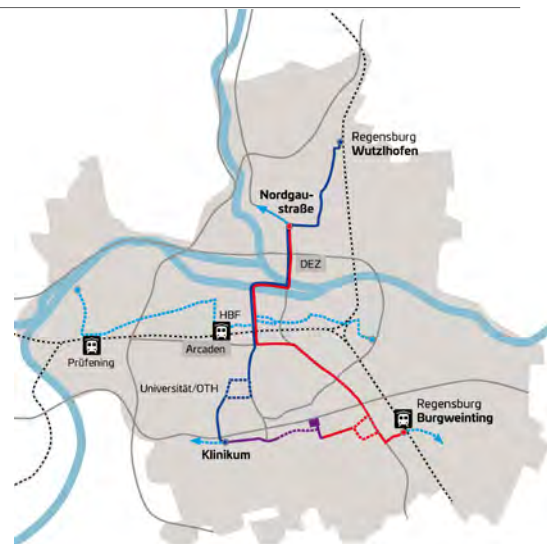 Regensburg
Wutzlhofen
Nordgau-
straße
DEZ
HBF
Arcaden
Prüfening
Universität/OTH
Regensburg
Burgweinting
Klinikum